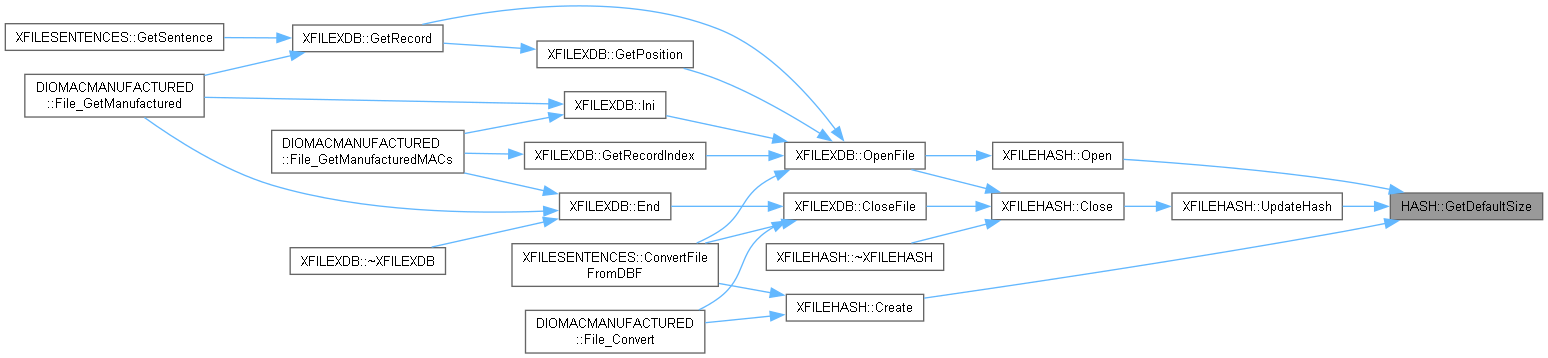 XFILESENTENCES::GetSentence
XFILEXDB::GetRecord
DIOMACMANUFACTURED
::File_GetManufactured
XFILEXDB::GetPosition
XFILEXDB::Ini
DIOMACMANUFACTURED
::File_GetManufacturedMACs
XFILEXDB::GetRecordIndex
XFILEXDB::OpenFile
XFILEHASH::Open
XFILEXDB::End
XFILEXDB::CloseFile
XFILEHASH::Close
XFILEHASH::UpdateHash
HASH::GetDefaultSize
XFILEXDB::~XFILEXDB
XFILESENTENCES::ConvertFile
FromDBF
XFILEHASH::~XFILEHASH
XFILEHASH::Create
DIOMACMANUFACTURED
::File_Convert